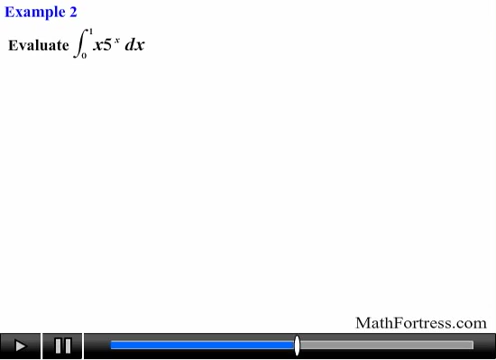 Example 2
Evaluate ∫₀¹ x5ˣ dx
MathFortress.com